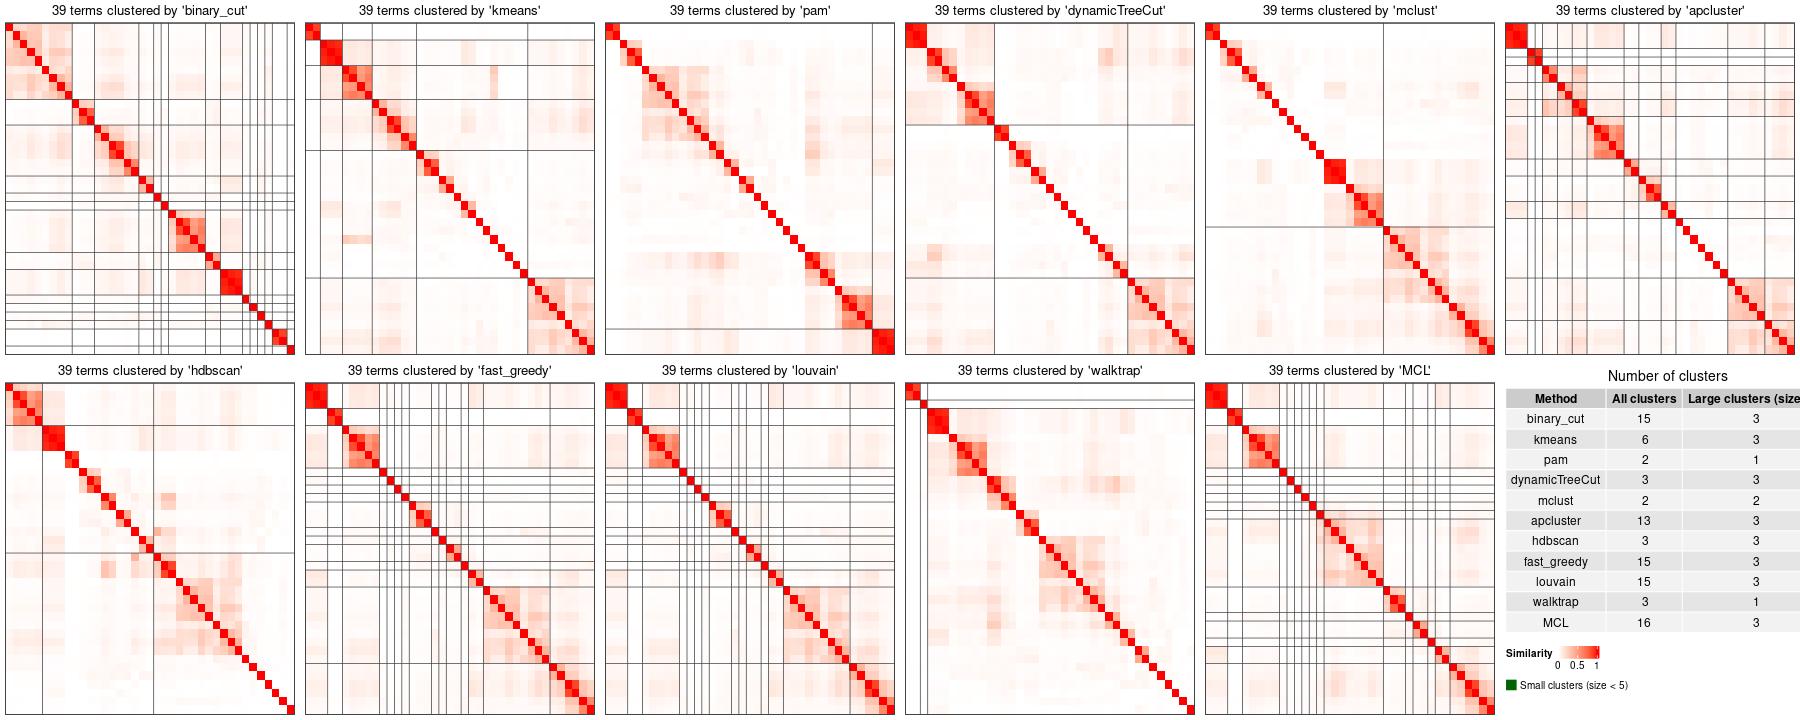 39 terms clustered by 'binary_cut'
39 terms clustered by 'kmeans'
39 terms clustered by 'pam'
39 terms clustered by 'dynamicTreeCut'
39 terms clustered by 'mclust'
39 terms clustered by 'apcluster'
39 terms clustered by 'hdbscan'
39 terms clustered by 'fast_greedy'
39 terms clustered by 'louvain'
39 terms clustered by 'walktrap'
39 terms clustered by 'MCL'
Number of clusters
Method All clusters Large clusters (size
binary_cut 15 3
kmeans 6 3
pam 2 1
dynamicTreeCut 3 3
mclust 2 2
apcluster 13 3
hdbscan 3 3
fast_greedy 15 3
louvain 15 3
walktrap 3 1
MCL 16 3
Similarity
0 0.5 1
Small clusters (size < 5)